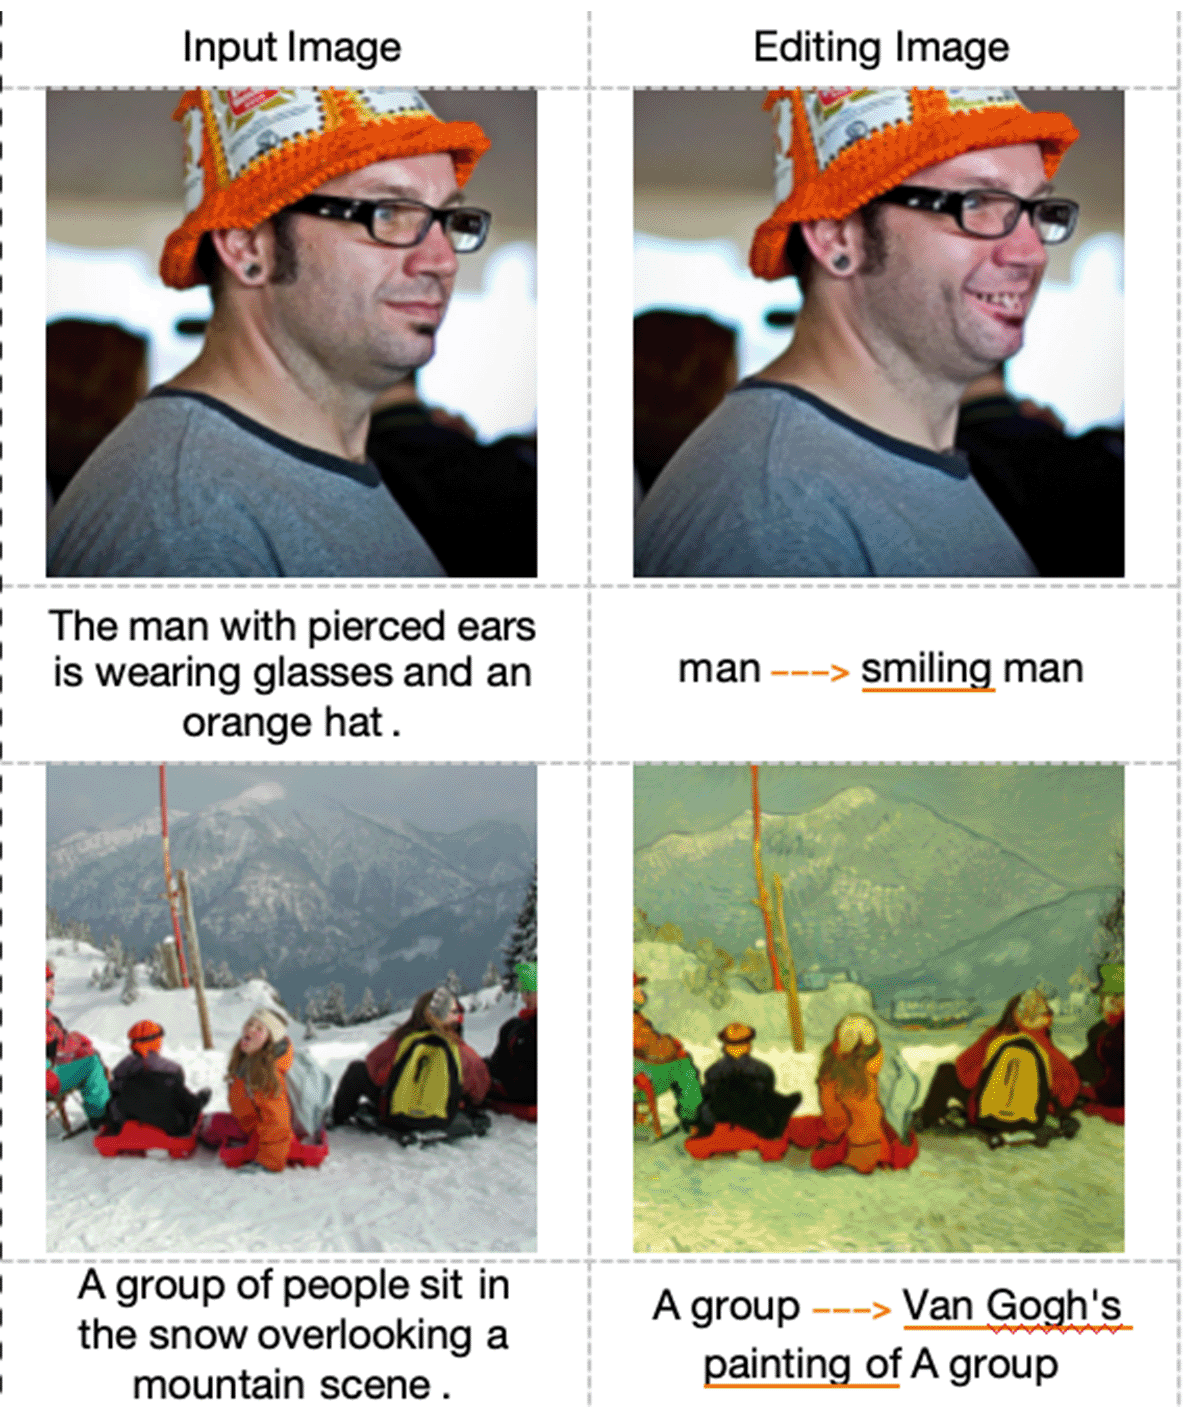 Input Image
Editing Image
The man with pierced ears
is wearing glasses and an
orange hat .
man ---> smiling man
A group of people sit in
the snow overlooking a
mountain scene .
A group ---> Van Gogh's
painting of A group